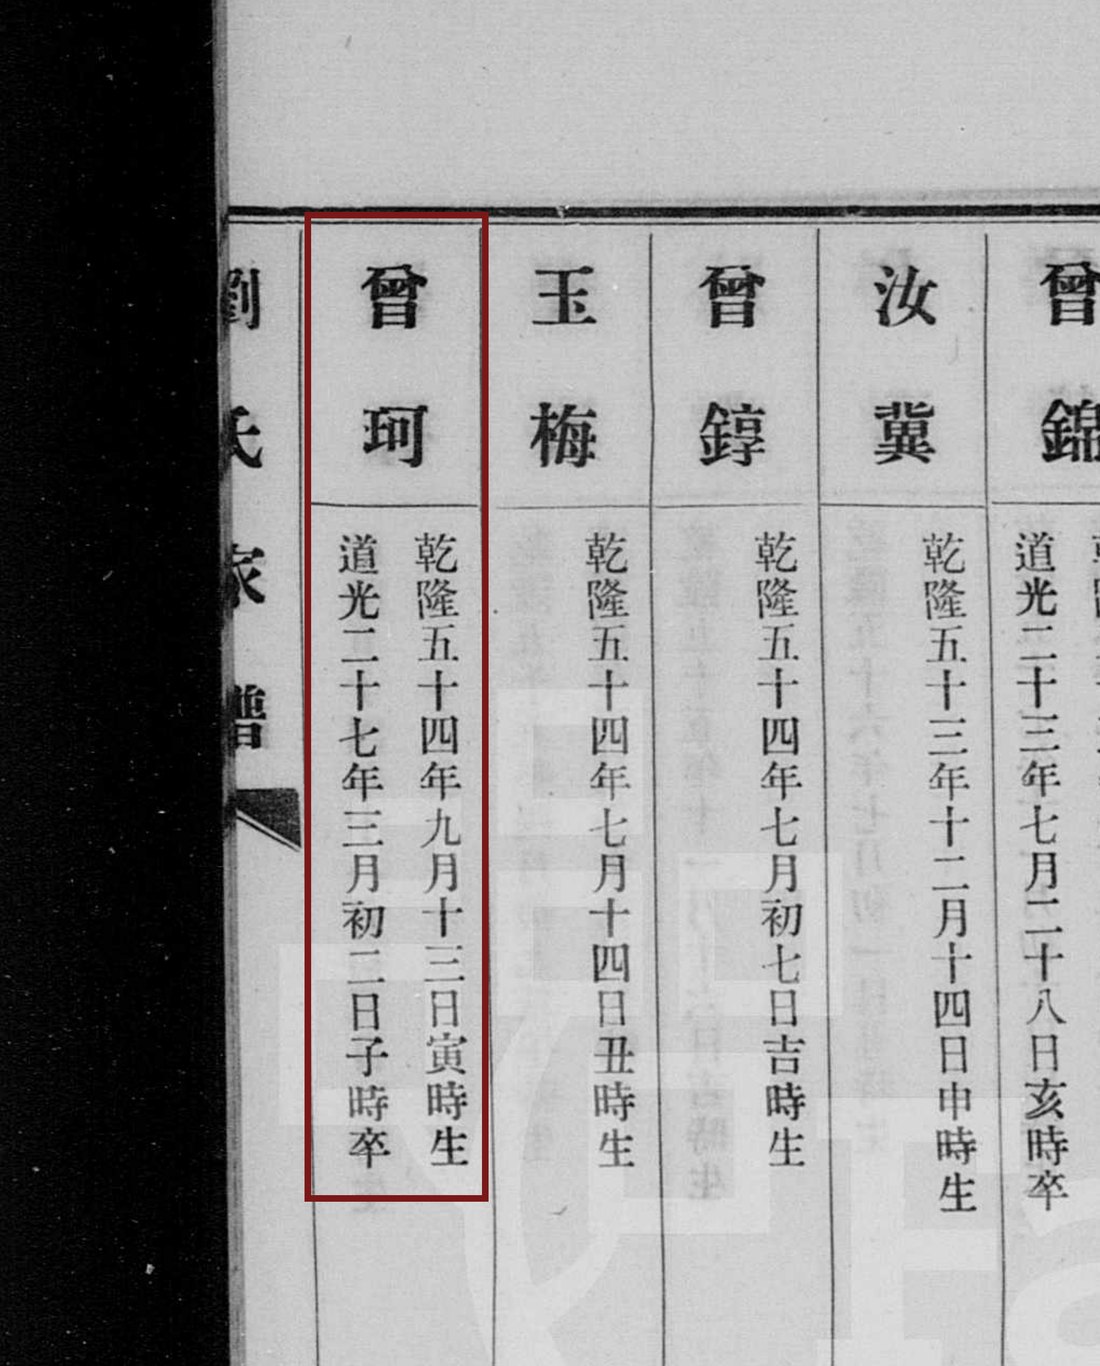 曾錦
道光二十三年七月二十八日亥時卒
汝冀
乾隆五十三年十二月十四日申時生
曾錞
乾隆五十四年七月初七日吉時生
玉梅
乾隆五十四年七月十四日丑時生
曾珂
乾隆五十四年九月十三日寅時生
道光二十七年三月初二日子時卒
劉氏家譜